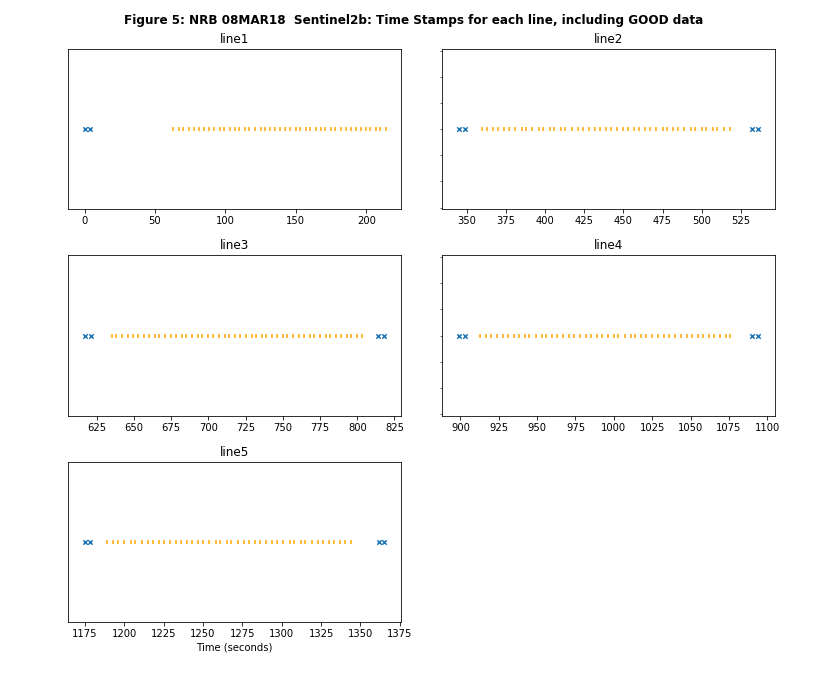 Figure 5: NRB 08MAR18  Sentinel2b: Time Stamps for each line, including GOOD data
line1
0 50 100 150 200
line2
350 375 400 425 450 475 500 525
line3
625 650 675 700 725 750 775 800 825
line4
900 925 950 975 1000 1025 1050 1075 1100
line5
1175 1200 1225 1250 1275 1300 1325 1350 1375
Time (seconds)